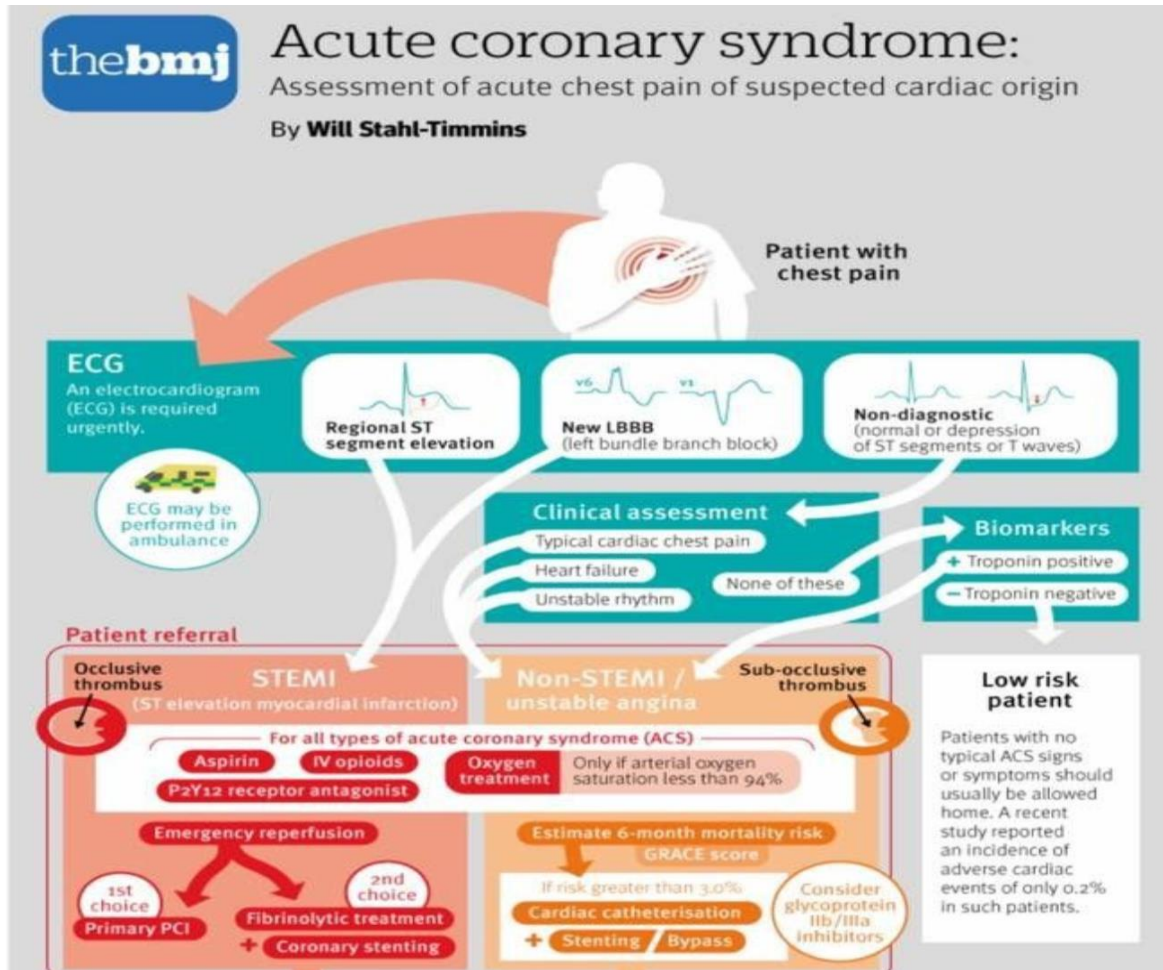 thebmj
Acute coronary syndrome:
Assessment of acute chest pain of suspected cardiac origin
By Will Stahl-Timmins
Patient with
chest pain
ECG
An electrocardiogram
(ECG) is required
urgently.
ECG may be
performed in
ambulance
Regional ST
segment elevation
v6
v1
New LBBB
(left bundle branch block)
Non-diagnostic
(normal or depression
of ST segments or T waves)
Clinical assessment
Typical cardiac chest pain
Heart failure
Unstable rhythm
None of these
Biomarkers
+ Troponin positive
− Troponin negative
Patient referral
Occlusive
thrombus
STEMI
(ST elevation myocardial infarction)
Non-STEMI /
unstable angina
Sub-occlusive
thrombus
For all types of acute coronary syndrome (ACS)
Aspirin
IV opioids
P2Y12 receptor antagonist
Oxygen
treatment
Only if arterial oxygen
saturation less than 94%
Emergency reperfusion
1st
choice
Primary PCI
2nd
choice
Fibrinolytic treatment
+ Coronary stenting
Estimate 6-month mortality risk
GRACE score
If risk greater than 3.0%
Cardiac catheterisation
+ Stenting / Bypass
Consider
glycoprotein
IIb/IIIa
inhibitors
Low risk
patient
Patients with no
typical ACS signs
or symptoms should
usually be allowed
home. A recent
study reported
an incidence of
adverse cardiac
events of only 0.2%
in such patients.